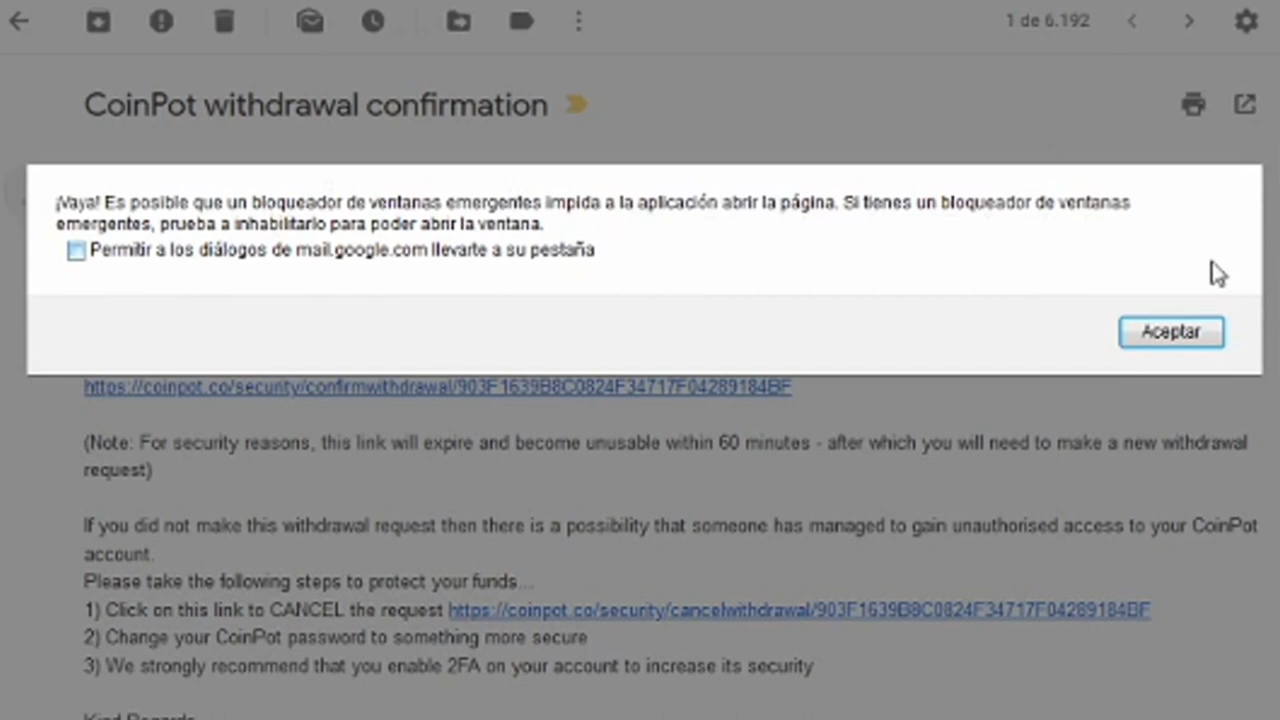 1 de 6.192
CoinPot withdrawal confirmation
¡Vaya! Es posible que un bloqueador de ventanas emergentes impida a la aplicación abrir la página. Si tienes un bloqueador de ventanas
emergentes, prueba a inhabilitarlo para poder abrir la ventana.
Permitir a los diálogos de mail.google.com llevarte a su pestaña
Aceptar
https://coinpot.co/security/confirmwithdrawal/903F1639B8C0824F34717F04289184BF
(Note: For security reasons, this link will expire and become unusable within 60 minutes - after which you will need to make a new withdrawal
request)
If you did not make this withdrawal request then there is a possibility that someone has managed to gain unauthorised access to your CoinPot
account.
Please take the following steps to protect your funds...
1) Click on this link to CANCEL the request https://coinpot.co/security/cancelwithdrawal/903F1639B8C0824F34717F04289184BF
2) Change your CoinPot password to something more secure
3) We strongly recommend that you enable 2FA on your account to increase its security
Kind Regards